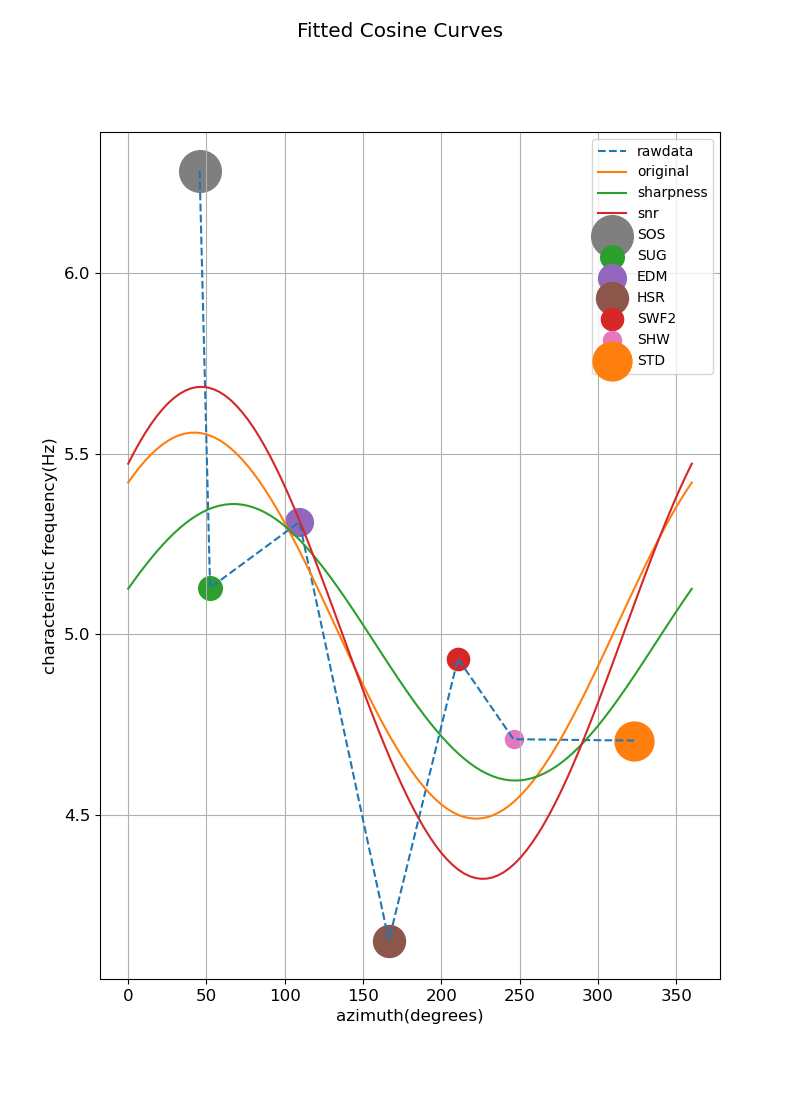 Fitted Cosine Curves
rawdata
original
sharpness
snr
SOS
SUG
EDM
HSR
SWF2
SHW
STD
characteristic frequency(Hz)
6.0
5.5
5.0
4.5
0 50 100 150 200 250 300 350
azimuth(degrees)